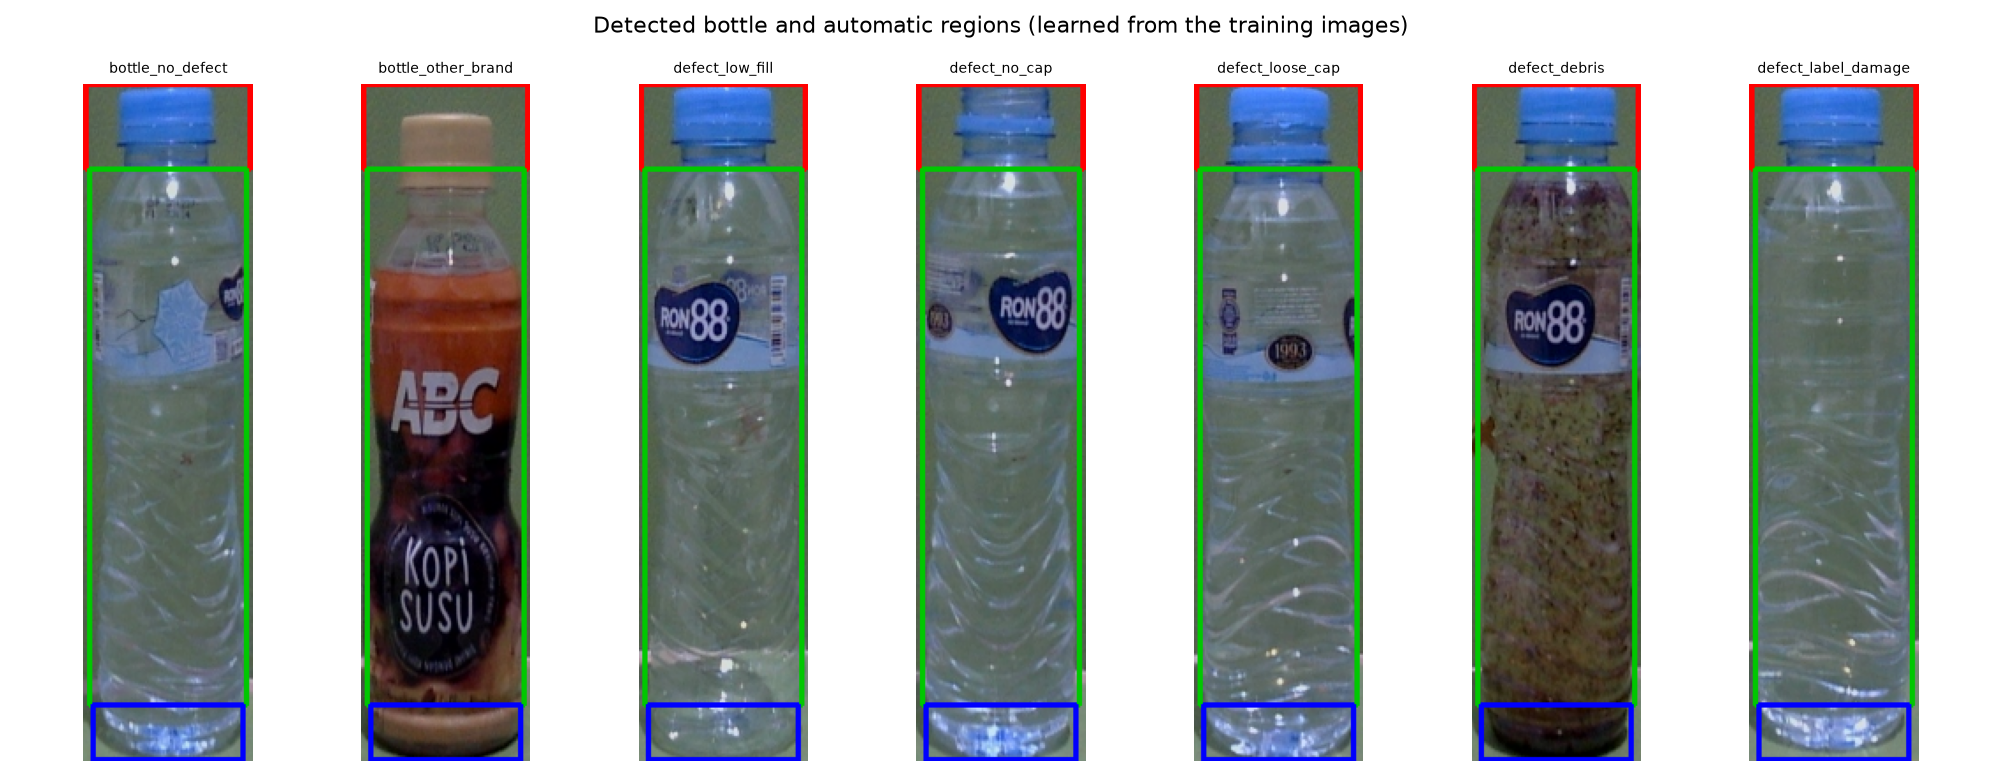 Detected bottle and automatic regions (learned from the training images)
bottle_no_defect
bottle_other_brand
defect_low_fill
defect_no_cap
defect_loose_cap
defect_debris
defect_label_damage
ABC
KOPI
SUSU
RON88
RON88
1993
1993
RON88